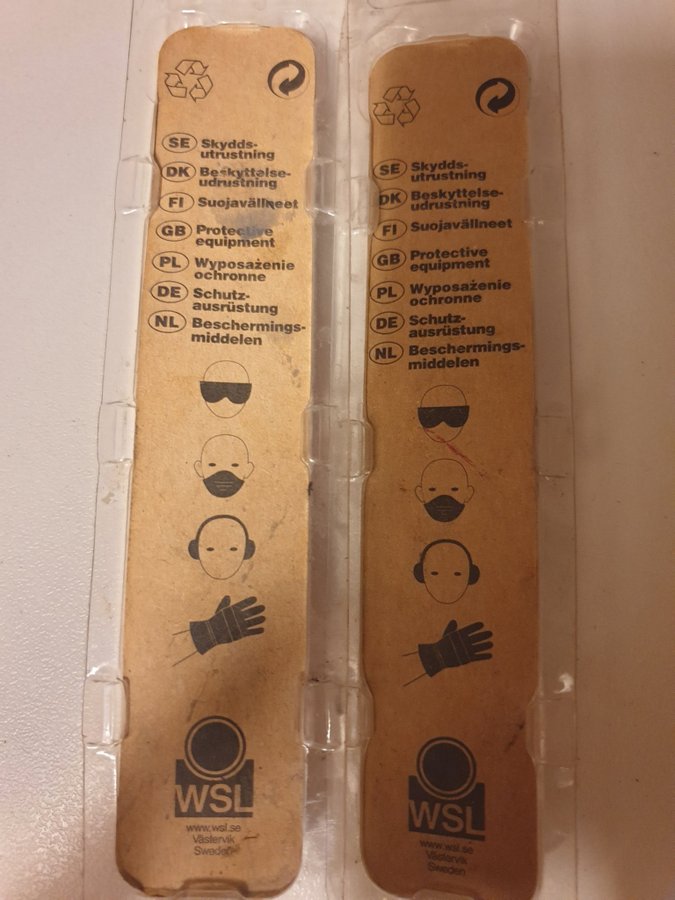 SE Skydds-
utrustning
DK Beskyttelse-
udrustning
FI Suojavällneet
GB Protective
equipment
PL Wyposażenie
ochronne
DE Schutz-
ausrüstung
NL Beschermings-
middelen
WSL
www.wsl.se
Västervik
Sweden
SE Skydds-
utrustning
DK Beskyttelse-
udrustning
FI Suojavällneet
GB Protective
equipment
PL Wyposażenie
ochronne
DE Schutz-
ausrüstung
NL Beschermings-
middelen
WSL
www.wsl.se
Västervik
Sweden